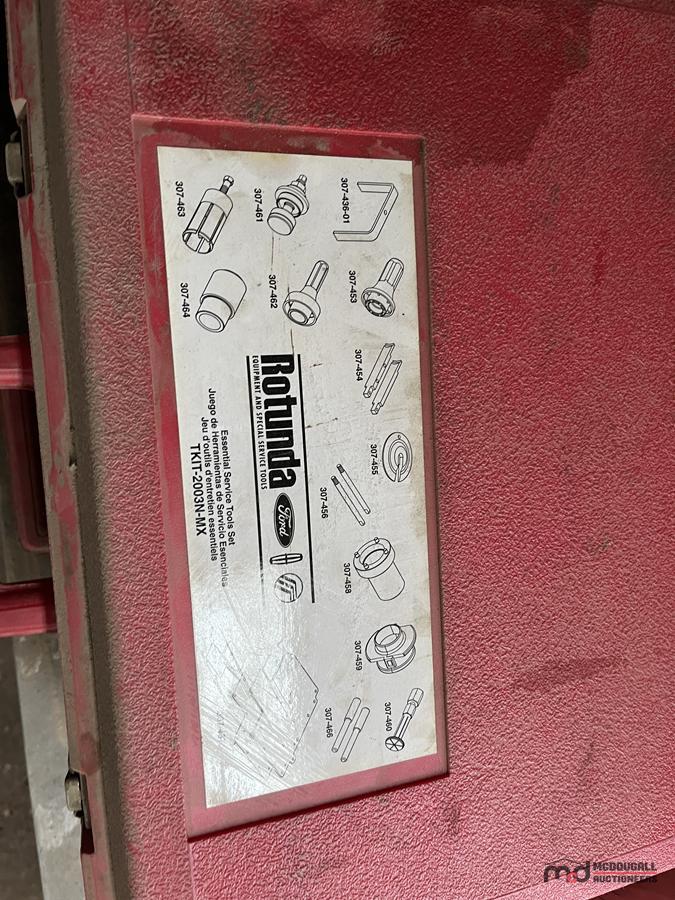 307-436-01
307-453
307-454
307-455
307-456
307-458
307-459
307-460
307-461
307-462
307-463
307-464
307-466
Rotunda
EQUIPMENT AND SPECIAL SERVICE TOOLS
Ford
Essential Service Tools Set
Juego de Herramientas de Servicio Esenciales
Jeu d'outils d'entretien essentiels
TKIT-2003N-MX
md MCDOUGALL
AUCTIONEERS